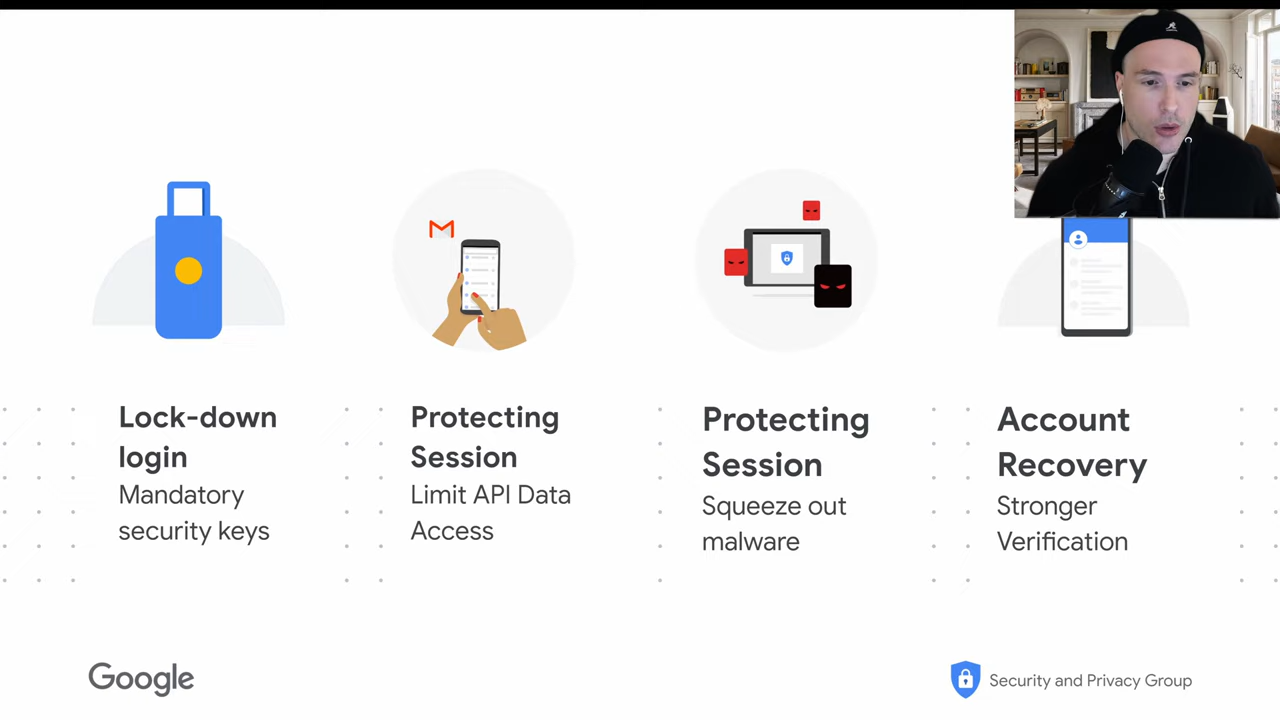 Lock-down
login
Mandatory
security keys
Protecting
Session
Limit API Data
Access
Protecting
Session
Squeeze out
malware
Account
Recovery
Stronger
Verification
Google
Security and Privacy Group